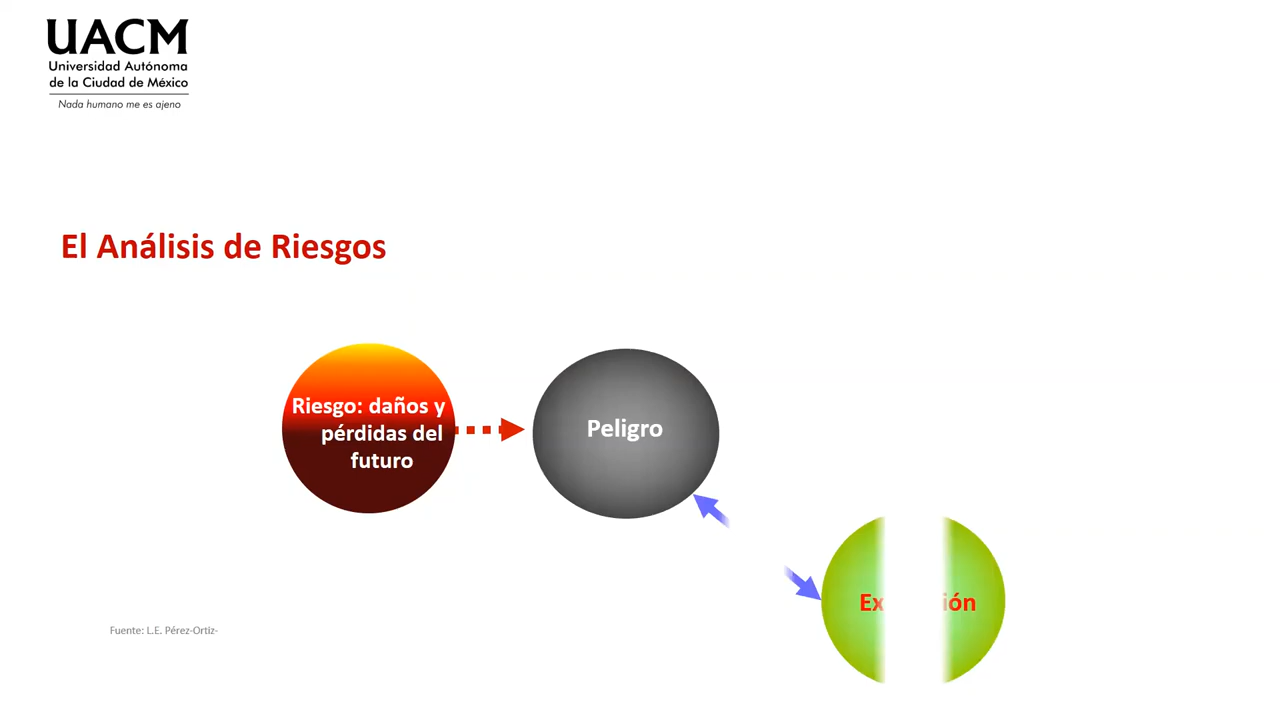 UACM
Universidad Autónoma
de la Ciudad de México
Nada humano me es ajeno
El Análisis de Riesgos
Riesgo: daños y
pérdidas del
futuro
Peligro
Fuente: L.E. Pérez-Ortiz-